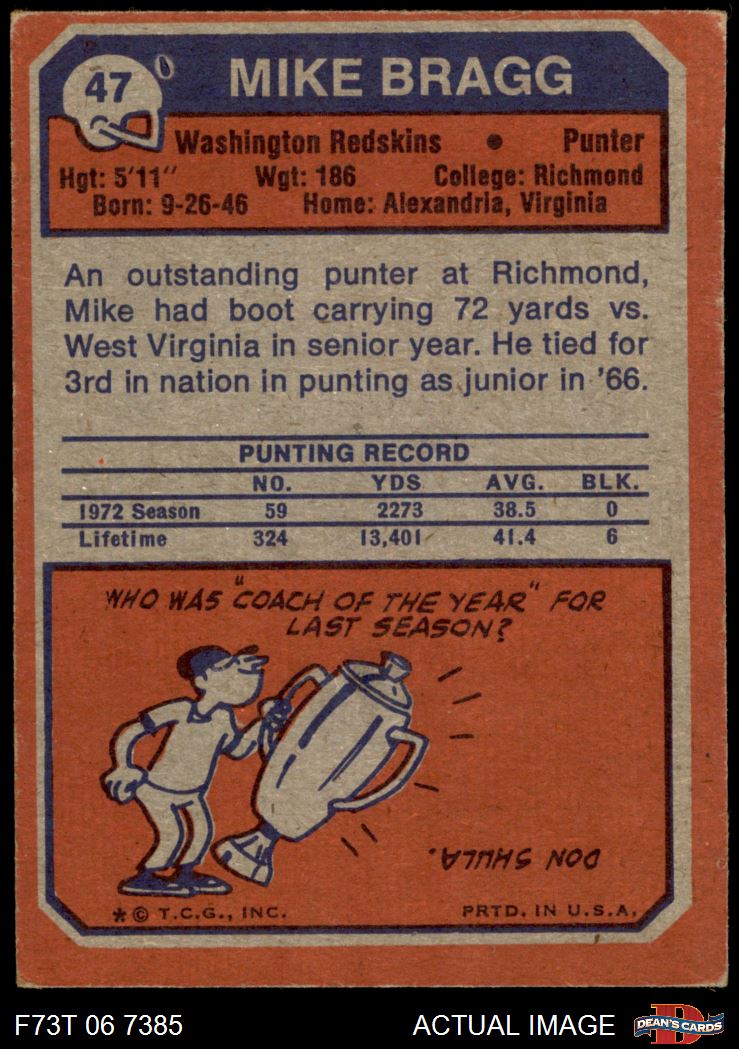 47
MIKE BRAGG
Washington Redskins • Punter
Hgt: 5'11" Wgt: 186 College: Richmond
Born: 9-26-46 Home: Alexandria, Virginia
An outstanding punter at Richmond,
Mike had boot carrying 72 yards vs.
West Virginia in senior year. He tied for
3rd in nation in punting as junior in '66.
PUNTING RECORD
NO. YDS AVG. BLK.
1972 Season 59 2273 38.5 0
Lifetime 324 13,401 41.4 6
WHO WAS "COACH OF THE YEAR" FOR
LAST SEASON?
DON SHULA.
* © T.C.G., INC. PRTD. IN U.S.A.
F73T 06 7385 ACTUAL IMAGE
DEAN'S CARDS